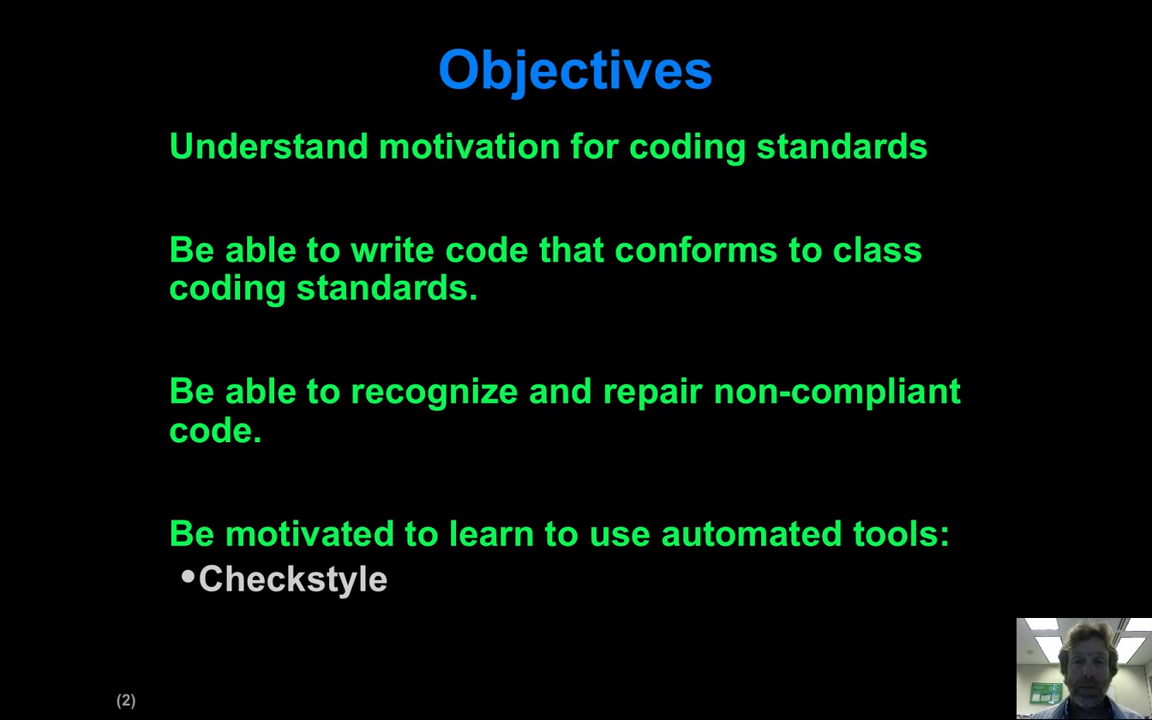 Objectives
Understand motivation for coding standards
Be able to write code that conforms to class
coding standards.
Be able to recognize and repair non-compliant
code.
Be motivated to learn to use automated tools:
•Checkstyle
(2)